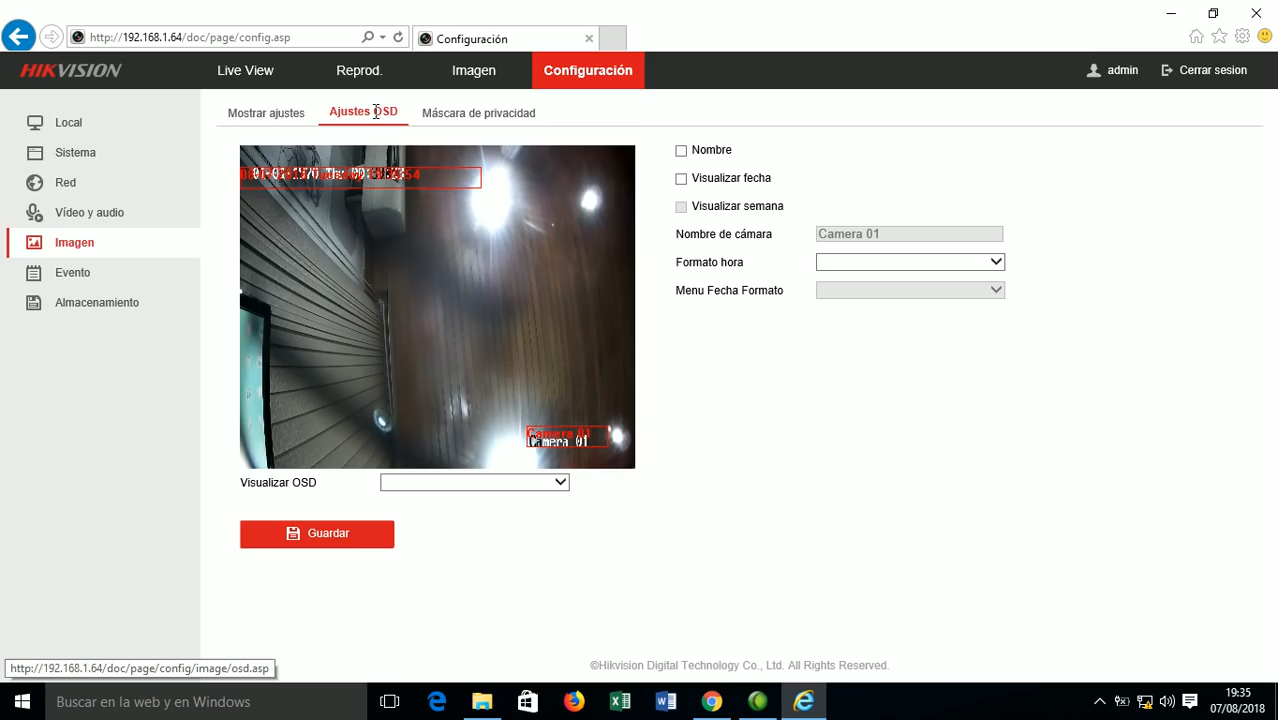 http://192.168.1.64/doc/page/config.asp
Configuración
HIKVISION
Live View
Reprod.
Imagen
Configuración
admin
Cerrar sesion
Local
Sistema
Red
Vídeo y audio
Imagen
Evento
Almacenamiento
Mostrar ajustes
Ajustes OSD
Máscara de privacidad
Camera 01
Camera 01
Nombre
Visualizar fecha
Visualizar semana
Nombre de cámara
Camera 01
Formato hora
Menu Fecha Formato
Visualizar OSD
Guardar
©Hikvision Digital Technology Co., Ltd. All Rights Reserved.
http://192.168.1.64/doc/page/config/image/osd.asp
Buscar en la web y en Windows
19:35
07/08/2018